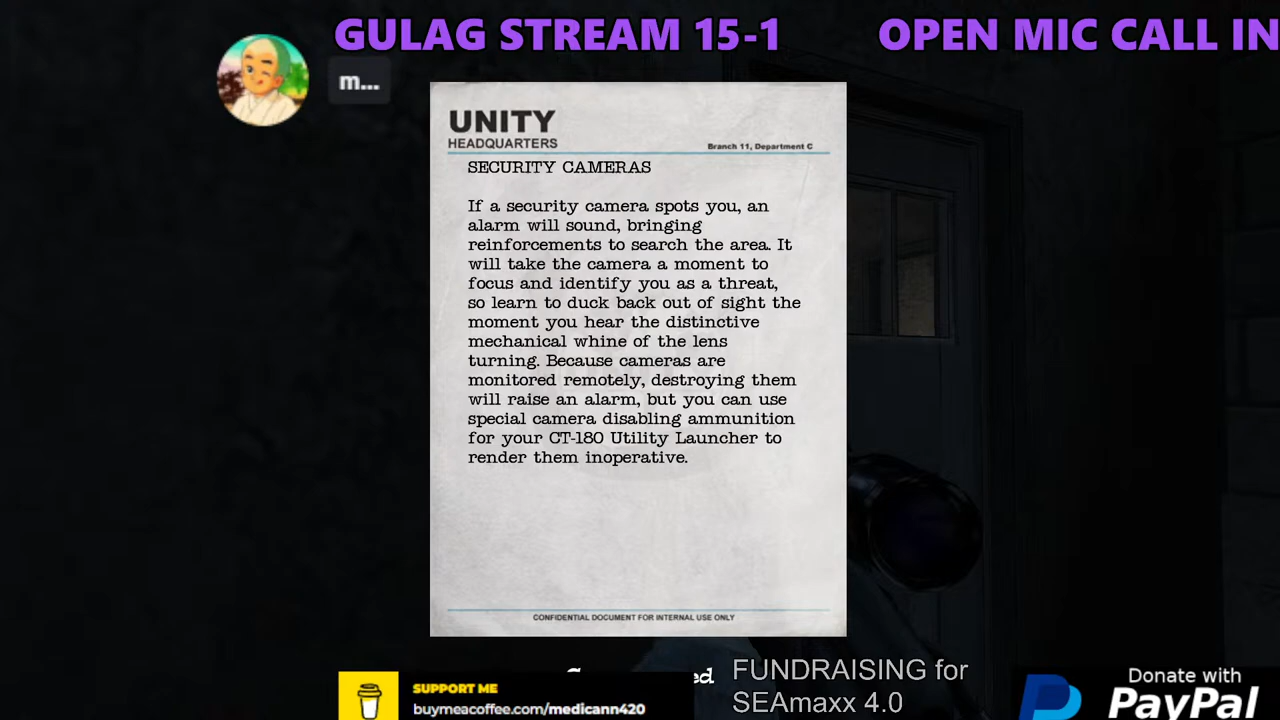 GULAG STREAM 15-1 OPEN MIC CALL IN
m...
UNITY
HEADQUARTERS
Branch 11, Department C
SECURITY CAMERAS
If a security camera spots you, an
alarm will sound, bringing
reinforcements to search the area. It
will take the camera a moment to
focus and identify you as a threat,
so learn to duck back out of sight the
moment you hear the distinctive
mechanical whine of the lens
turning. Because cameras are
monitored remotely, destroying them
will raise an alarm, but you can use
special camera disabling ammunition
for your CT-180 Utility Launcher to
render them inoperative.
CONFIDENTIAL DOCUMENT FOR INTERNAL USE ONLY
SUPPORT ME
buymeacoffee.com/medicann420
FUNDRAISING for
SEAmaxx 4.0
Donate with
PayPal